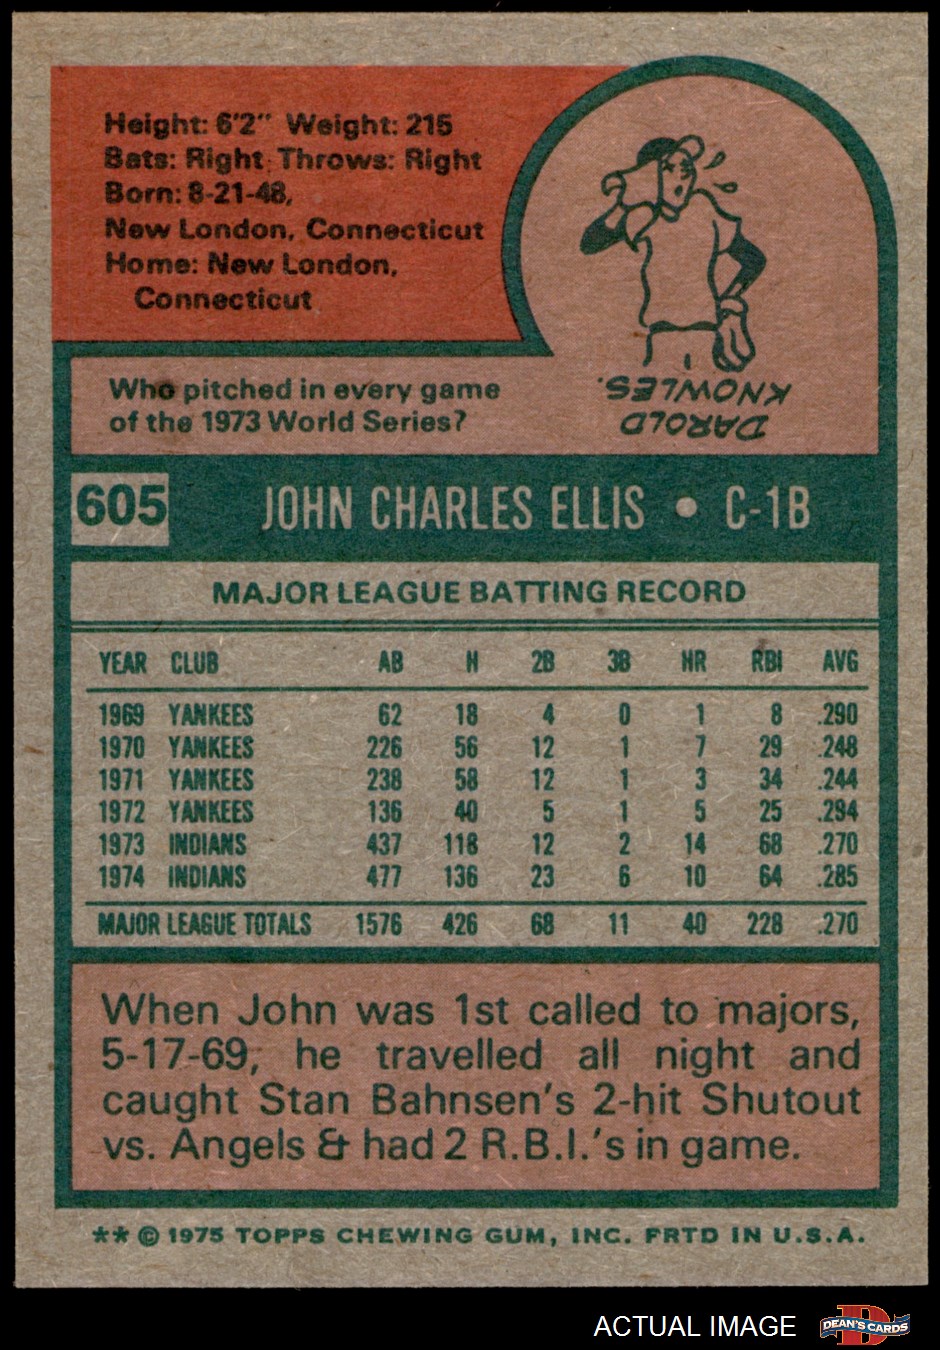 Height: 6'2" Weight: 215
Bats: Right Throws: Right
Born: 8-21-48,
New London, Connecticut
Home: New London,
Connecticut
Who pitched in every game
of the 1973 World Series?
DAROLD
KNOWLES.
605 JOHN CHARLES ELLIS • C-1B
MAJOR LEAGUE BATTING RECORD
YEAR CLUB AB H 2B 3B HR RBI AVG
1969 YANKEES 62 18 4 0 1 8 .290
1970 YANKEES 226 56 12 1 7 29 .248
1971 YANKEES 238 58 12 1 3 34 .244
1972 YANKEES 136 40 5 1 5 25 .294
1973 INDIANS 437 118 12 2 14 68 .270
1974 INDIANS 477 136 23 6 10 64 .285
MAJOR LEAGUE TOTALS 1576 426 68 11 40 228 .270
When John was 1st called to majors,
5-17-69, he travelled all night and
caught Stan Bahnsen's 2-hit Shutout
vs. Angels & had 2 R.B.I.'s in game.
** © 1975 TOPPS CHEWING GUM, INC. PRTD IN U.S.A.
ACTUAL IMAGE
D
DEAN'S CARDS